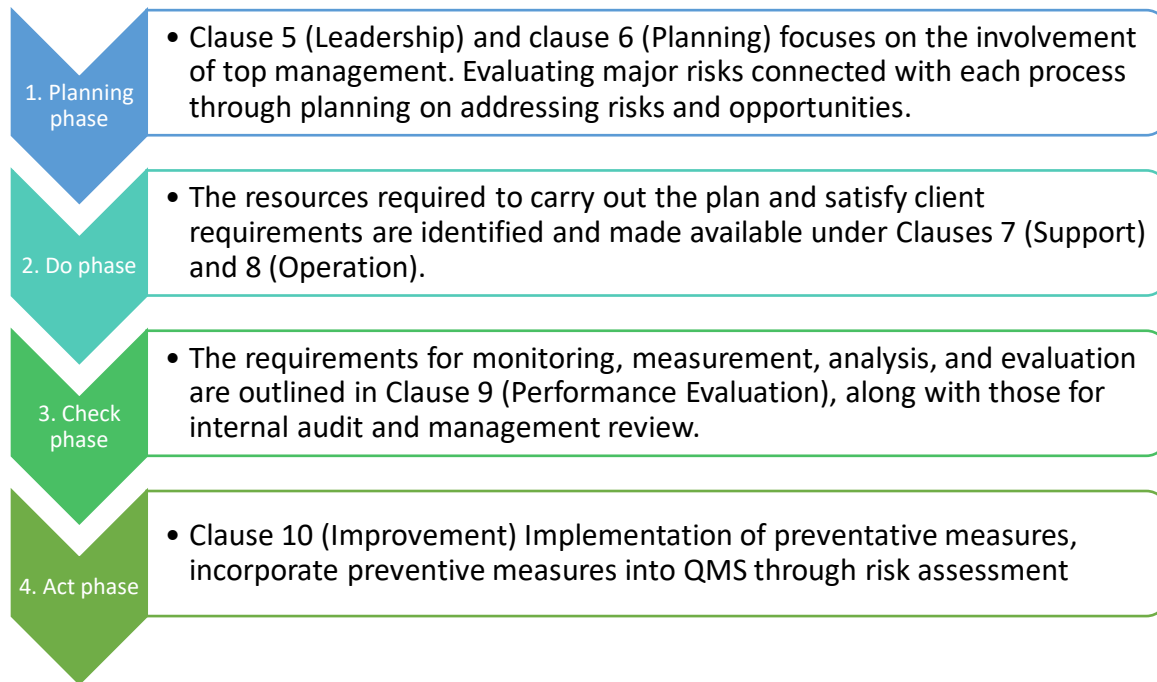 1. Planning
phase
• Clause 5 (Leadership) and clause 6 (Planning) focuses on the involvement
of top management. Evaluating major risks connected with each process
through planning on addressing risks and opportunities.
2. Do phase
• The resources required to carry out the plan and satisfy client
requirements are identified and made available under Clauses 7 (Support)
and 8 (Operation).
3. Check
phase
• The requirements for monitoring, measurement, analysis, and evaluation
are outlined in Clause 9 (Performance Evaluation), along with those for
internal audit and management review.
4. Act phase
• Clause 10 (Improvement) Implementation of preventative measures,
incorporate preventive measures into QMS through risk assessment